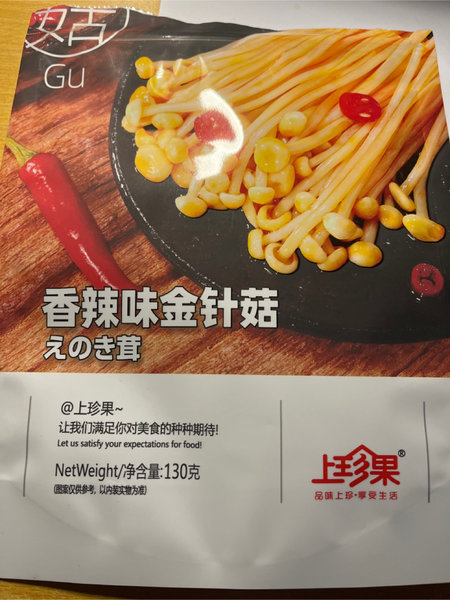 菇
Gu
香辣味金针菇
えのき茸
@上珍果~
让我们满足你对美食的种种期待!
Let us satisfy your expectations for food!
NetWeight/净含量:130克
(图案仅供参考，以内装实物为准)
上珍果®
品味上珍·享受生活